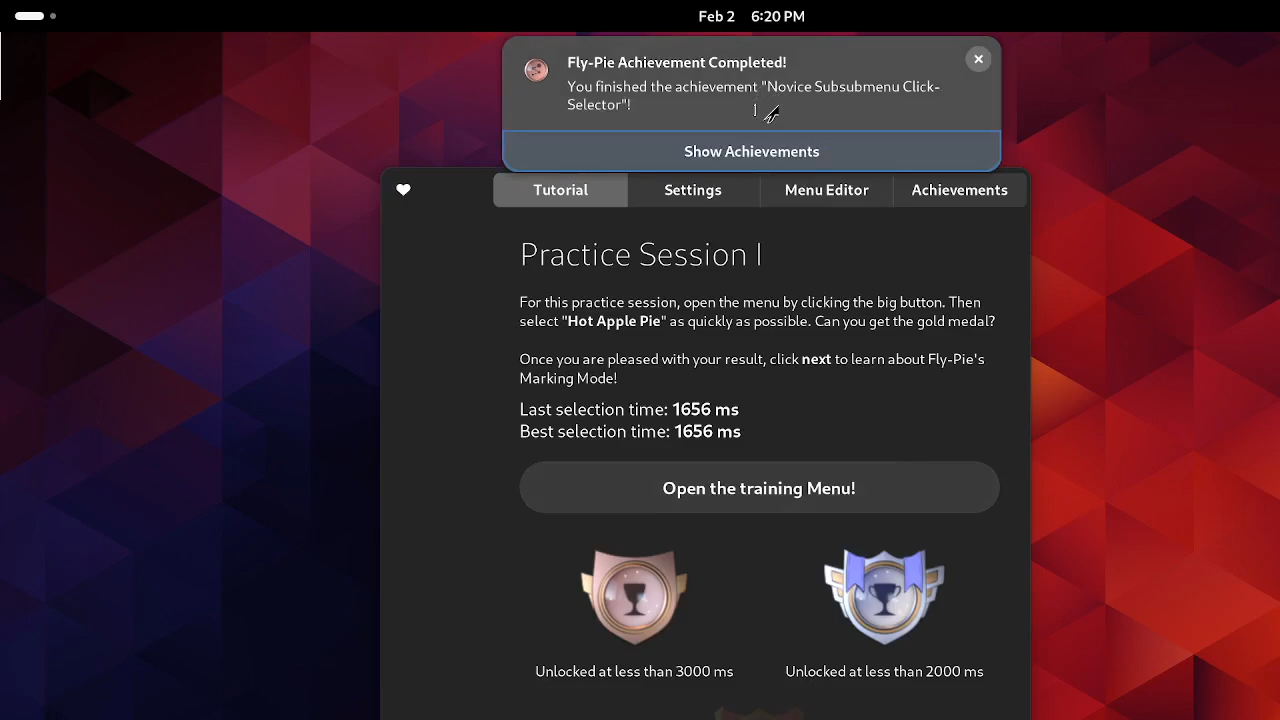 Feb 2 6:20 PM
Fly-Pie Achievement Completed!
You finished the achievement "Novice Subsubmenu Click-
Selector"!
Show Achievements
Tutorial Settings Menu Editor Achievements
Practice Session I
For this practice session, open the menu by clicking the big button. Then
select "Hot Apple Pie" as quickly as possible. Can you get the gold medal?
Once you are pleased with your result, click next to learn about Fly-Pie's
Marking Mode!
Last selection time: 1656 ms
Best selection time: 1656 ms
Open the training Menu!
Unlocked at less than 3000 ms Unlocked at less than 2000 ms